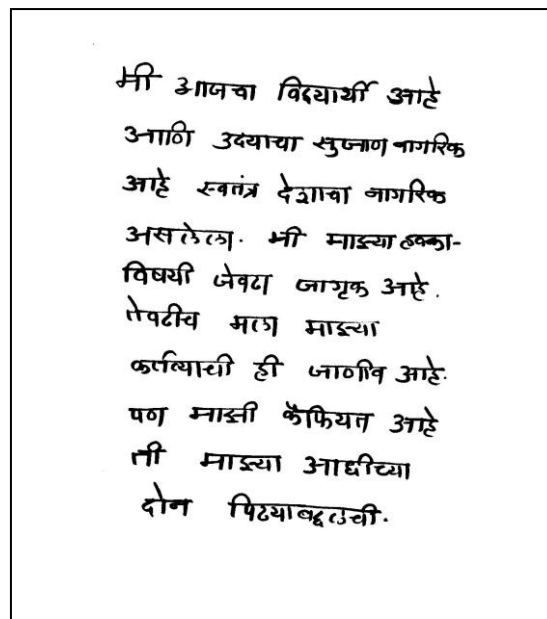 मी आजचा विद्यार्थी आहे
आणि उदयाचा सुजाण नागरिक
आहे स्वतंत्र देशाचा नागरिक
असलेला. मी माझ्या हक्का-
विषयी जेवढा जागृक आहे.
तेवढीच मला माझ्या
कर्तव्याची ही जाणीव आहे.
पण माझी कैफियत आहे
ती माझ्या आधीच्या
दोन पिढ्याबद्दलची.